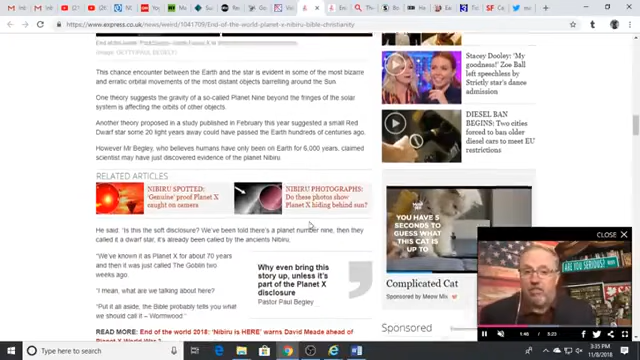 https://www.express.co.uk/news/weird/1041709/End-of-the-world-planet-x-nibiru-bible-christianity
This chance encounter between the Earth and the star is evident in some of the most bizarre
and erratic orbital movements of the most distant objects travelling around the Sun
One theory suggests the gravity of a so-called Planet Nine beyond the fringes of the solar
system is affecting the orbits of other objects.
Another theory proposed in a study published in February this year suggested a small Red
Dwarf star some 20 light years away could have passed the Earth hundreds of centuries ago.
However Mr Begley, who believes humans have only been on Earth for 6,000 years, claimed
scientist may have just discovered evidence of the planet Nibiru.
RELATED ARTICLES
NIBIRU SPOTTED:
'Genuine' proof Planet X
caught on camera
NIBIRU PHOTOGRAPHS:
Do these photos show
Planet X hiding behind sun?
He said: "Is this the soft disclosure? We've been told there's a planet number nine, then they
called it a dwarf star, it's already been called by the ancients Nibiru.
"We've known it as Planet X for about 70 years
and then it was just called The Goblin two
weeks ago.
"I mean, what are we talking about here?
"Put it all aside, the Bible probably tells you what
we should call it – Wormwood."
READ MORE: End of the world 2018: 'Nibiru is HERE' warns David Meade ahead of
Why even bring this
story up, unless it's
part of the Planet X
disclosure
Pastor Paul Begley
Stacey Dooley: 'My
goodness!' Zoe Ball
left speechless by
Strictly star's dance
admission
DIESEL BAN
BEGINS: Two cities
forced to ban older
diesel cars to meet EU
restrictions
YOU HAVE 5
SECONDS TO
GUESS WHAT
THIS CAT IS
UP TO
Complicated Cat
Sponsored by Meow Mix
Sponsored
CLOSE X
ARE YOU SERIOUS?
1:46
5:23
Type here to search
3:35 PM
11/8/2018